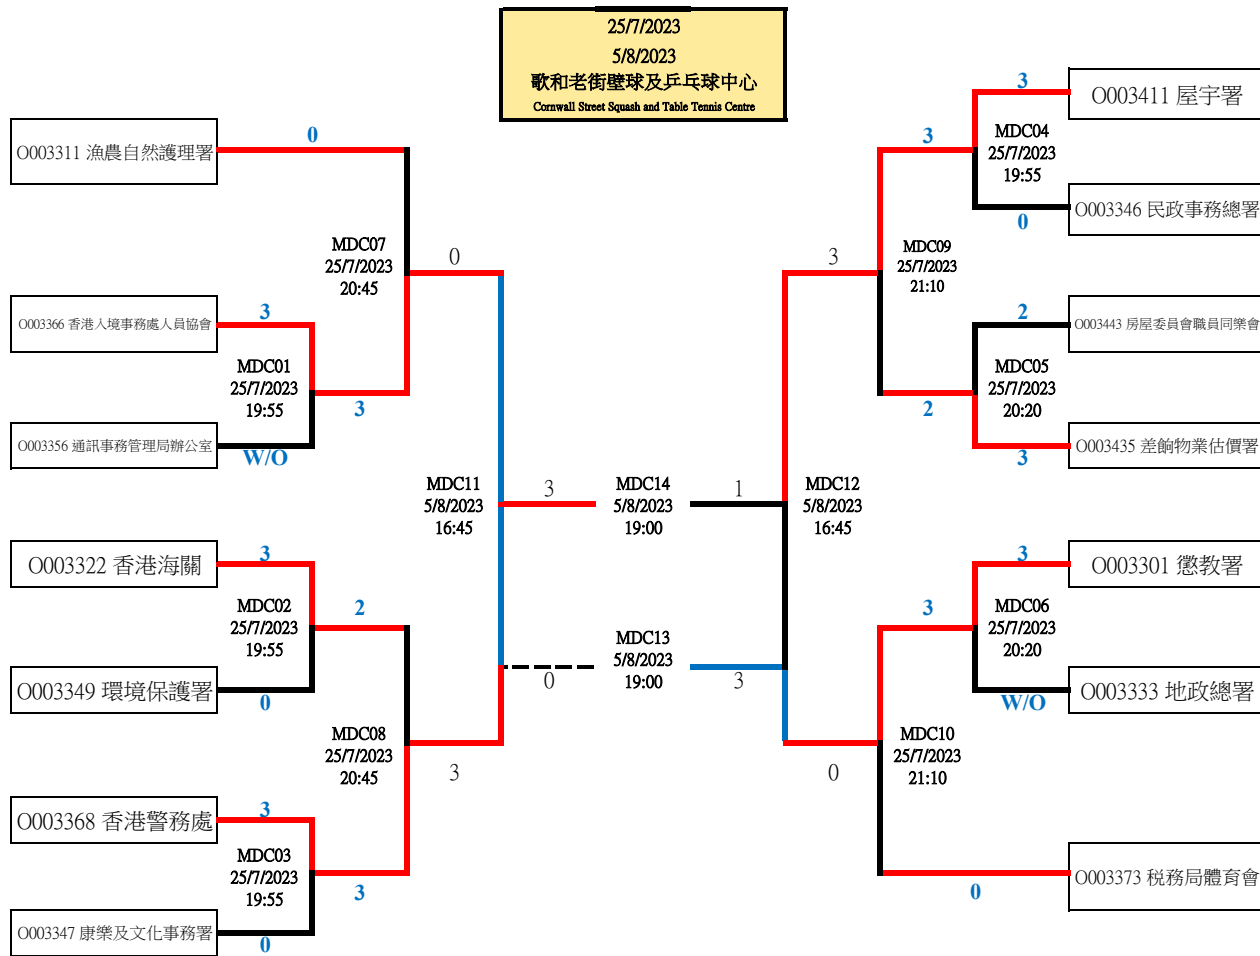 25/7/2023
5/8/2023
歌和老街壁球及乒乓球中心
Cornwall Street Squash and Table Tennis Centre
O003311 漁農自然護理署
0
MDC07
25/7/2023
20:45
0
O003366 香港入境事務處人員協會
3
MDC01
25/7/2023
19:55
3
O003356 通訊事務管理局辦公室
W/O
MDC11
5/8/2023
16:45
3
O003322 香港海關
3
MDC02
25/7/2023
19:55
2
O003349 環境保護署
0
MDC08
25/7/2023
20:45
3
O003368 香港警務處
3
MDC03
25/7/2023
19:55
3
O003347 康樂及文化事務署
0
MDC14
5/8/2023
19:00
1
MDC13
5/8/2023
19:00
0
3
3
O003411 屋宇署
MDC04
25/7/2023
19:55
3
O003346 民政事務總署
0
MDC09
25/7/2023
21:10
3
2
O003443 房屋委員會職員同樂會
MDC05
25/7/2023
20:20
2
O003435 差餉物業估價署
3
MDC12
5/8/2023
16:45
3
O003301 懲教署
MDC06
25/7/2023
20:20
3
O003333 地政總署
W/O
MDC10
25/7/2023
21:10
0
O003373 稅務局體育會
0